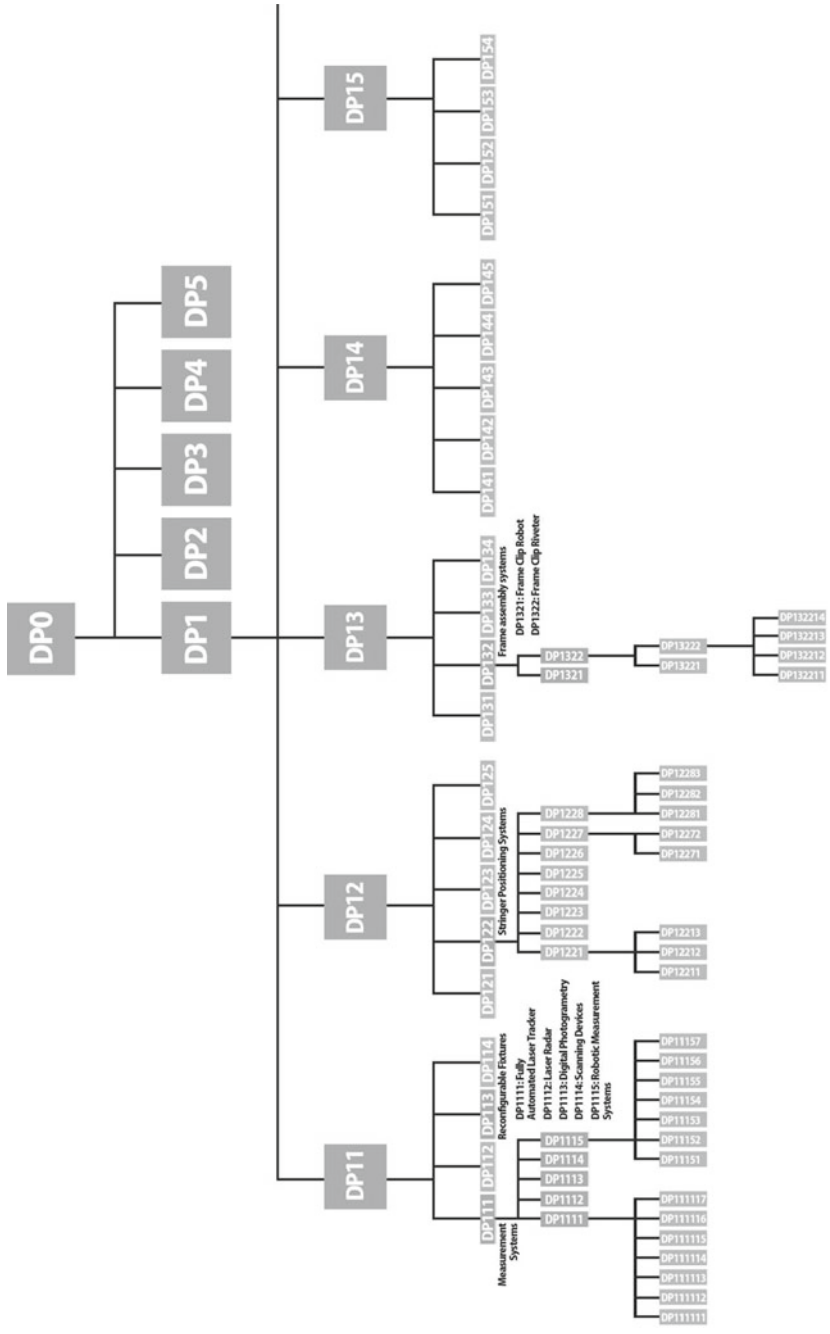 DP0
DP1
DP2
DP3
DP4
DP5
DP11
DP12
DP13
DP14
DP15
DP111
DP112
DP113
DP114
DP121
DP122
DP123
DP124
DP125
DP131
DP132
DP133
DP134
DP141
DP142
DP143
DP144
DP145
DP151
DP152
DP153
DP154
Measurement
Systems
Reconfigurable Fixtures
DP1111: Fully
Automated Laser Tracker
DP1112: Laser Radar
DP1113: Digital Photogrametry
DP1114: Scanning Devices
DP1115: Robotic Measurement
Systems
Stringer Positioning Systems
Frame assembly systems
DP1321: Frame Clip Robot
DP1322: Frame Clip Riveter
DP1111
DP1112
DP1113
DP1114
DP1115
DP1221
DP1222
DP1223
DP1224
DP1225
DP1226
DP1227
DP1228
DP1321
DP1322
DP111111
DP111112
DP111113
DP111114
DP111115
DP111116
DP111117
DP11151
DP11152
DP11153
DP11154
DP11155
DP11156
DP11157
DP12211
DP12212
DP12213
DP12271
DP12272
DP12281
DP12282
DP12283
DP13221
DP13222
DP132211
DP132212
DP132213
DP132214